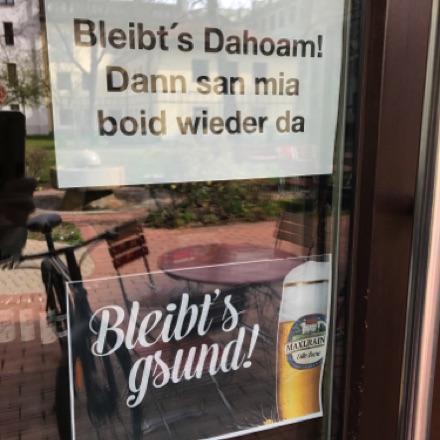 Bleibt´s Dahoam!
Dann san mia
boid wieder da
Bleibt's
gsund!
MAXLRAIN